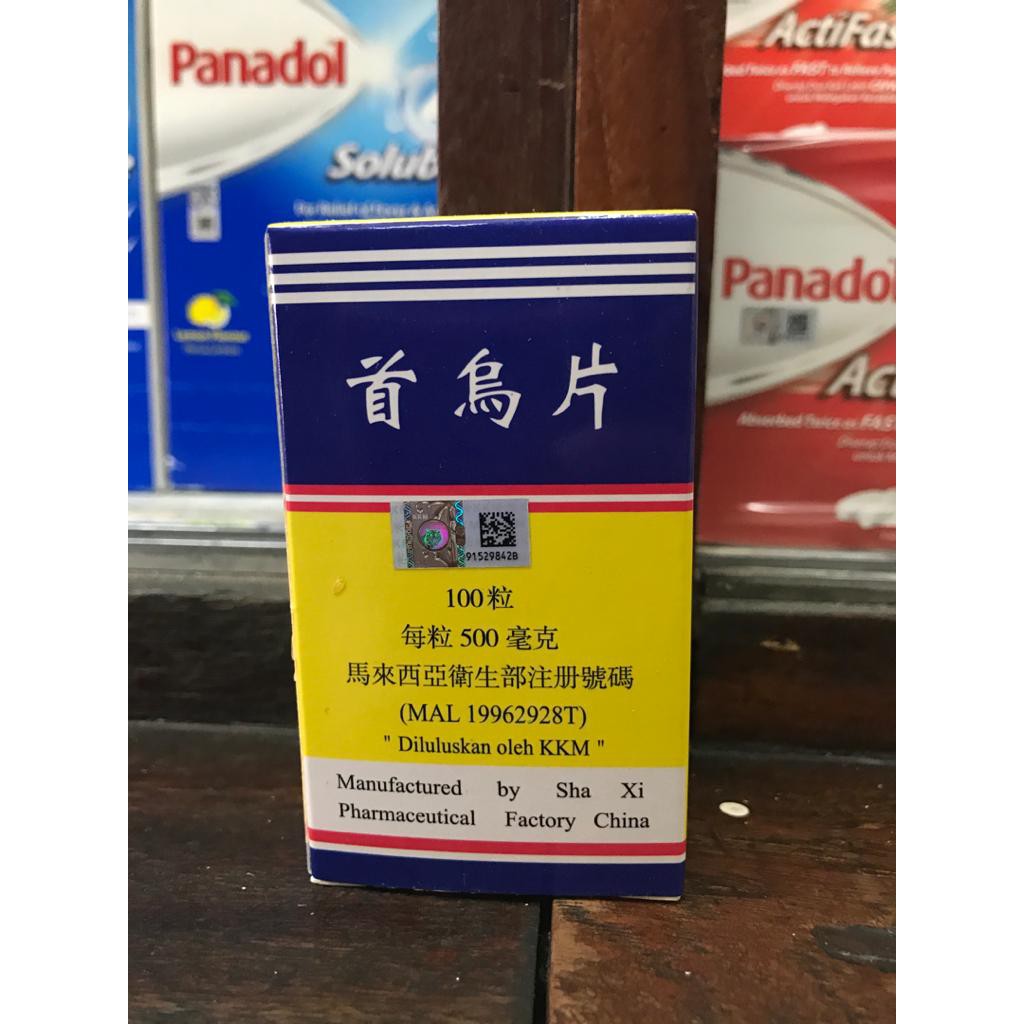 Panadol
Solub
ActiFas
Panadol
Act
首烏片
91529842B
100粒
每粒 500 毫克
馬來西亞衛生部注册號碼
(MAL 19962928T)
" Diluluskan oleh KKM "
Manufactured by Sha Xi
Pharmaceutical Factory China